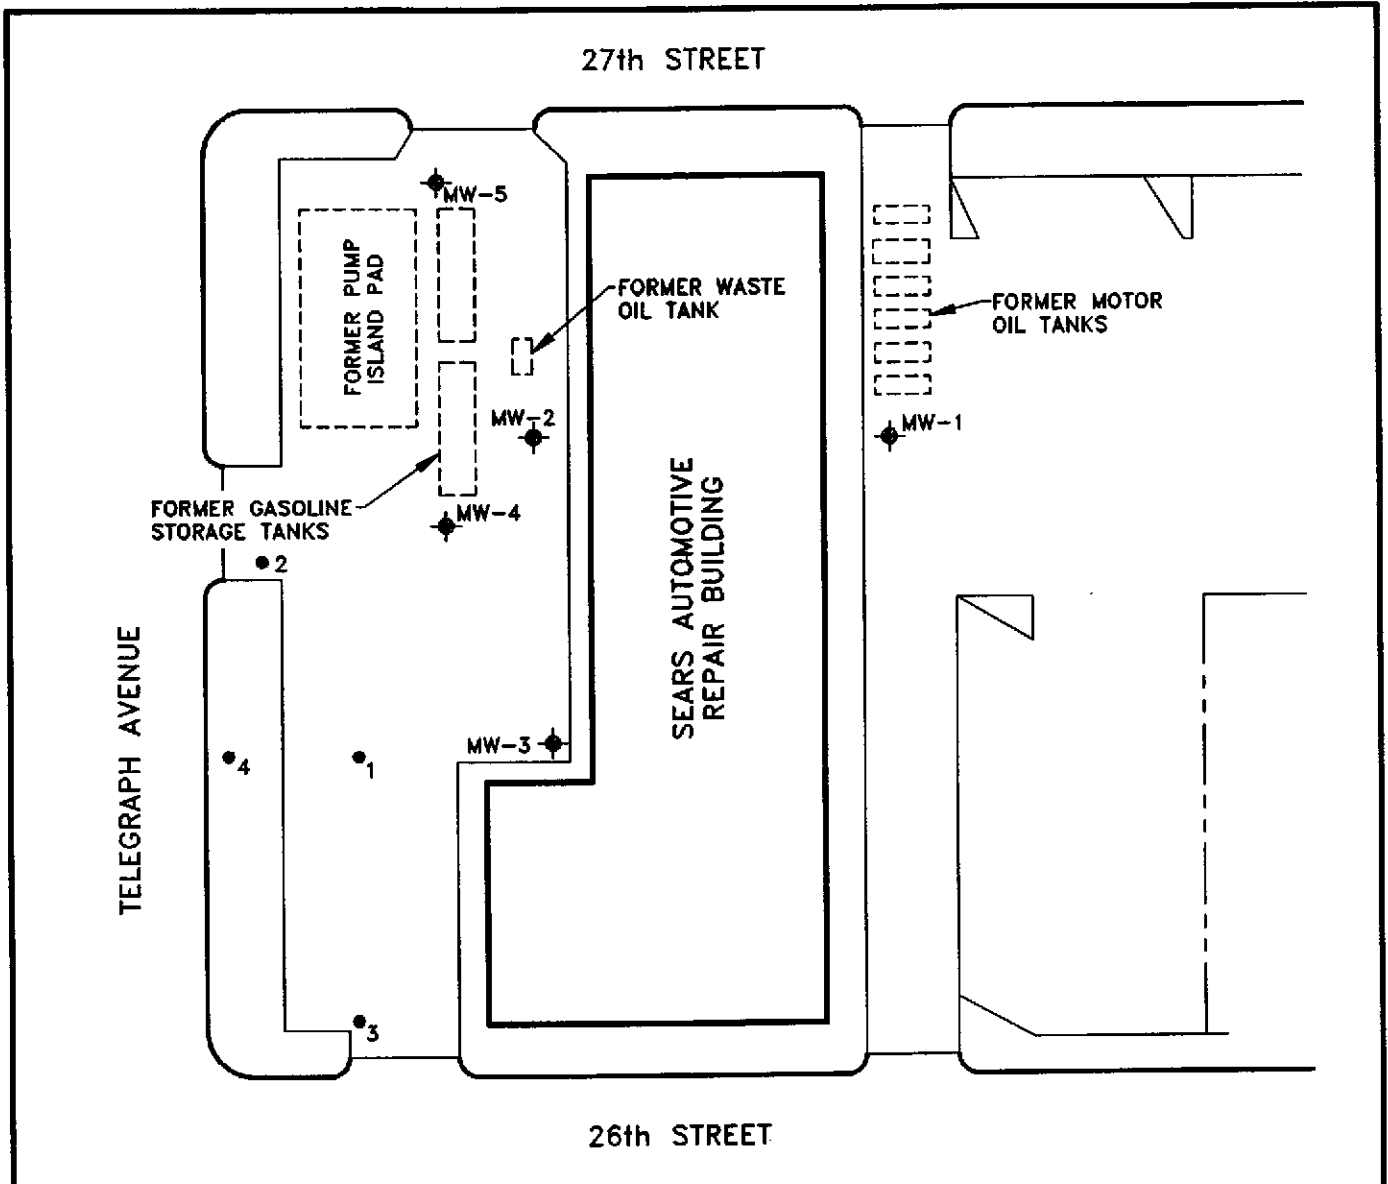 27th STREET
MW-5
FORMER PUMP
ISLAND PAD
FORMER WASTE
OIL TANK
FORMER MOTOR
OIL TANKS
MW-2
MW-1
FORMER GASOLINE
STORAGE TANKS
MW-4
2
SEARS AUTOMOTIVE
REPAIR BUILDING
TELEGRAPH AVENUE
MW-3
4
1
3
26th STREET